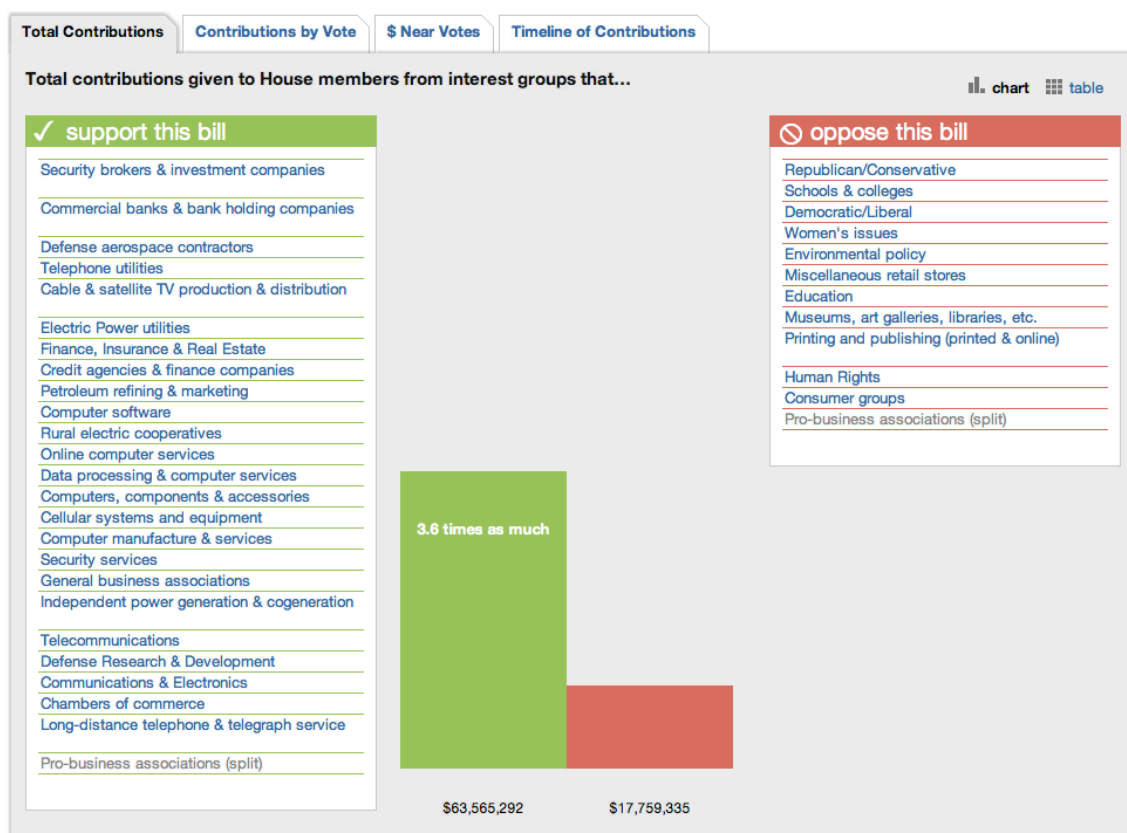 Total Contributions
Contributions by Vote
$ Near Votes
Timeline of Contributions
Total contributions given to House members from interest groups that...
chart
table
support this bill
Security brokers & investment companies
Commercial banks & bank holding companies
Defense aerospace contractors
Telephone utilities
Cable & satellite TV production & distribution
Electric Power utilities
Finance, Insurance & Real Estate
Credit agencies & finance companies
Petroleum refining & marketing
Computer software
Rural electric cooperatives
Online computer services
Data processing & computer services
Computers, components & accessories
Cellular systems and equipment
Computer manufacture & services
Security services
General business associations
Independent power generation & cogeneration
Telecommunications
Defense Research & Development
Communications & Electronics
Chambers of commerce
Long-distance telephone & telegraph service
Pro-business associations (split)
3.6 times as much
$63,565,292
$17,759,335
oppose this bill
Republican/Conservative
Schools & colleges
Democratic/Liberal
Women's issues
Environmental policy
Miscellaneous retail stores
Education
Museums, art galleries, libraries, etc.
Printing and publishing (printed & online)
Human Rights
Consumer groups
Pro-business associations (split)